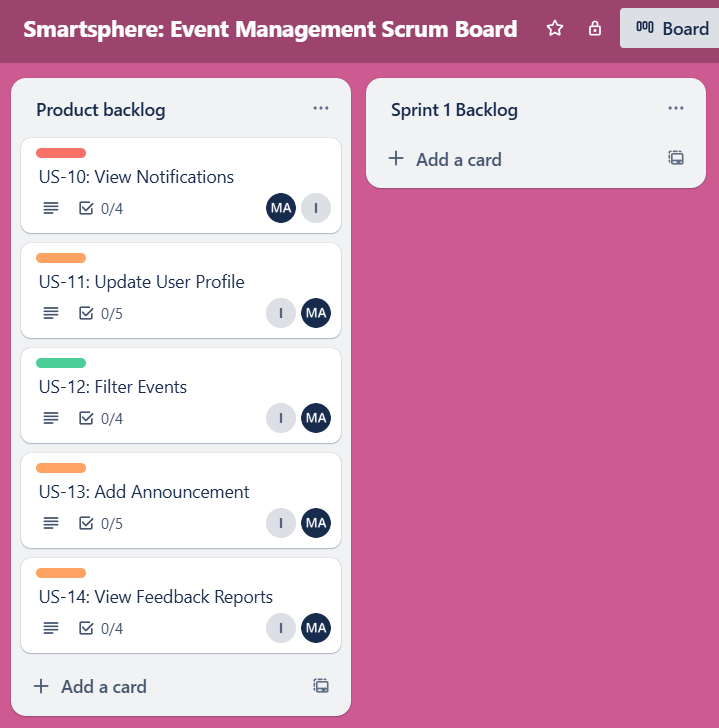 Smartsphere: Event Management Scrum Board
Board
Product backlog
US-10: View Notifications
0/4
MA
I
US-11: Update User Profile
0/5
I
MA
US-12: Filter Events
0/4
I
MA
US-13: Add Announcement
0/5
I
MA
US-14: View Feedback Reports
0/4
I
MA
Add a card
Sprint 1 Backlog
Add a card